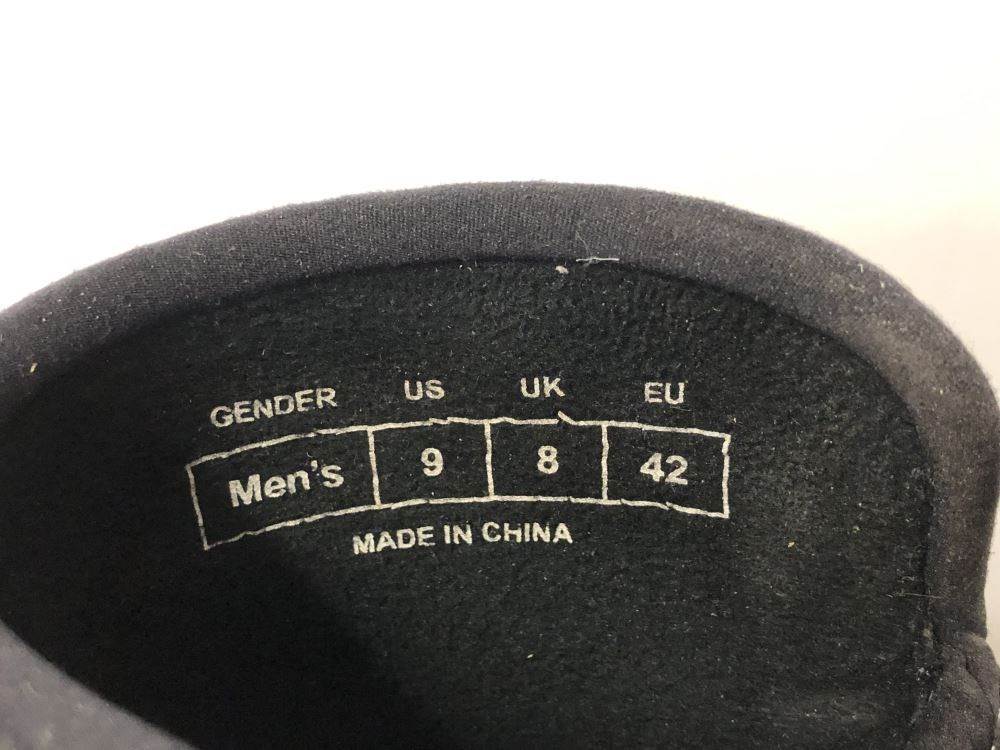 GENDER US UK EU
Men's 9 8 42
MADE IN CHINA